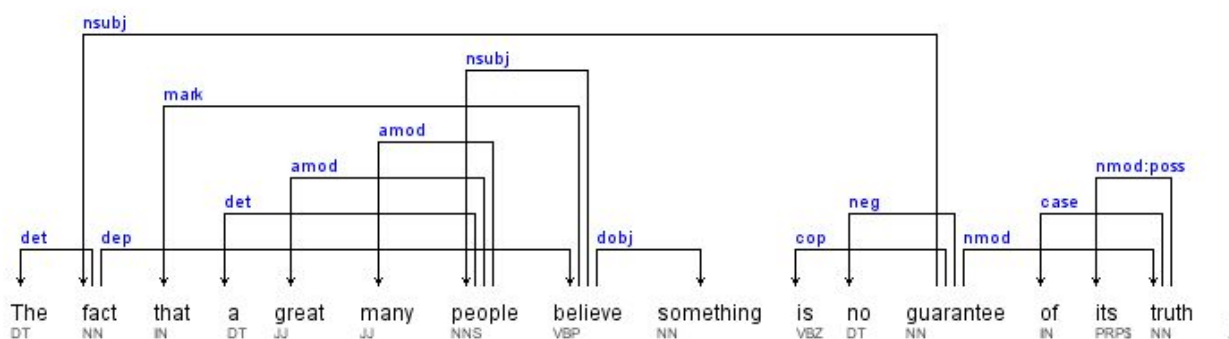 nsubj
nsubj
mark
amod
amod nmod:poss
det neg case
det dep dobj cop nmod
The fact that a great many people believe something is no guarantee of its truth
DT NN IN DT JJ JJ NNS VBP NN VBZ DT NN IN PRP$ NN